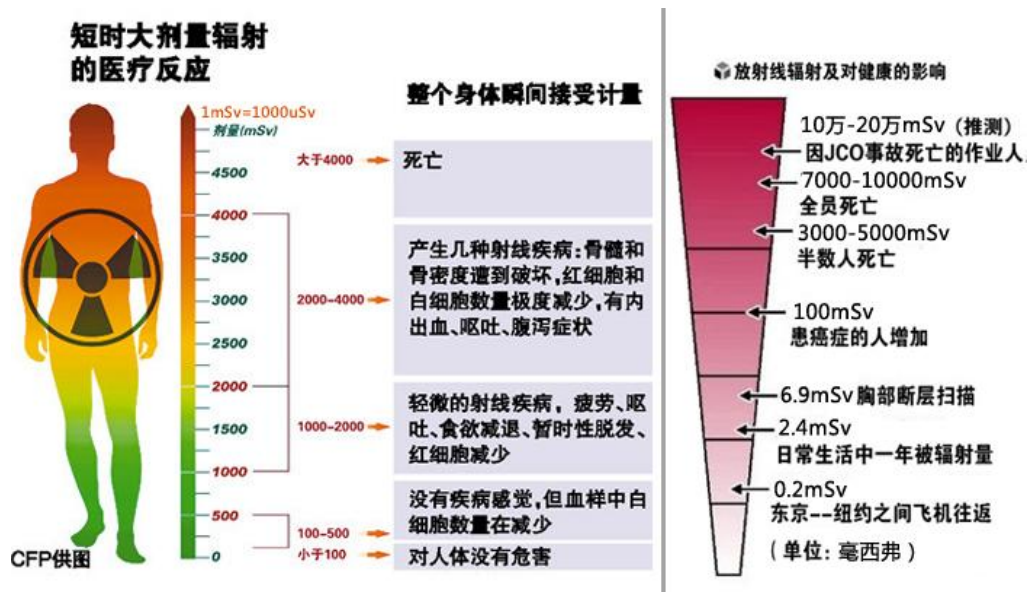 短时大剂量辐射
的医疗反应
1mSv=1000uSv
剂量(mSv)
4500
4000
3500
3000
2500
2000
1500
1000
500
0
CFP供图
整个身体瞬间接受计量
大于4000
死亡
2000-4000
产生几种射线疾病:骨髓和
骨密度遭到破坏,红细胞和
白细胞数量极度减少,有内
出血、呕吐、腹泻症状
1000-2000
轻微的射线疾病，疲劳、呕
吐、食欲减退、暂时性脱发、
红细胞减少
100-500
没有疾病感觉,但血样中白
细胞数量在减少
小于100
对人体没有危害
放射线辐射及对健康的影响
10万-20万mSv（推测）
因JCO事故死亡的作业人
7000-10000mSv
全员死亡
3000-5000mSv
半数人死亡
100mSv
患癌症的人增加
6.9mSv胸部断层扫描
2.4mSv
日常生活中一年被辐射量
0.2mSv
东京--纽约之间飞机往返
（单位: 毫西弗）